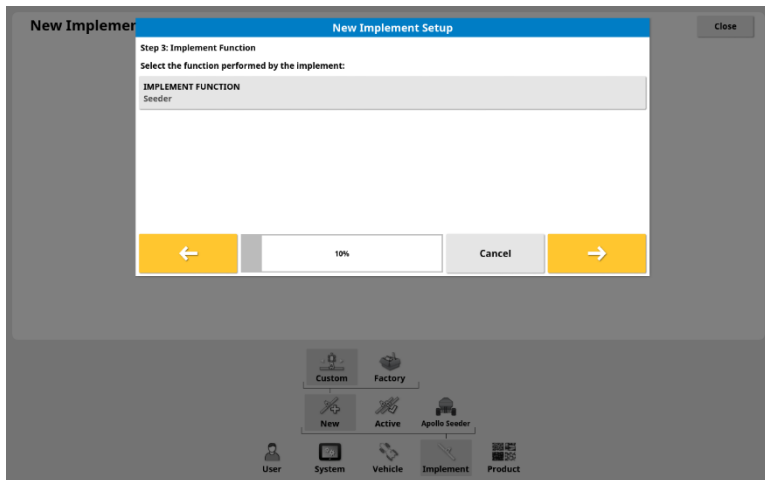 New Implemen
Close
New Implement Setup
Step 3: Implement Function
Select the function performed by the implement:
IMPLEMENT FUNCTION
Seeder
10%
Cancel
Custom
Factory
New
Active
Apollo Seeder
User
System
Vehicle
Implement
Product